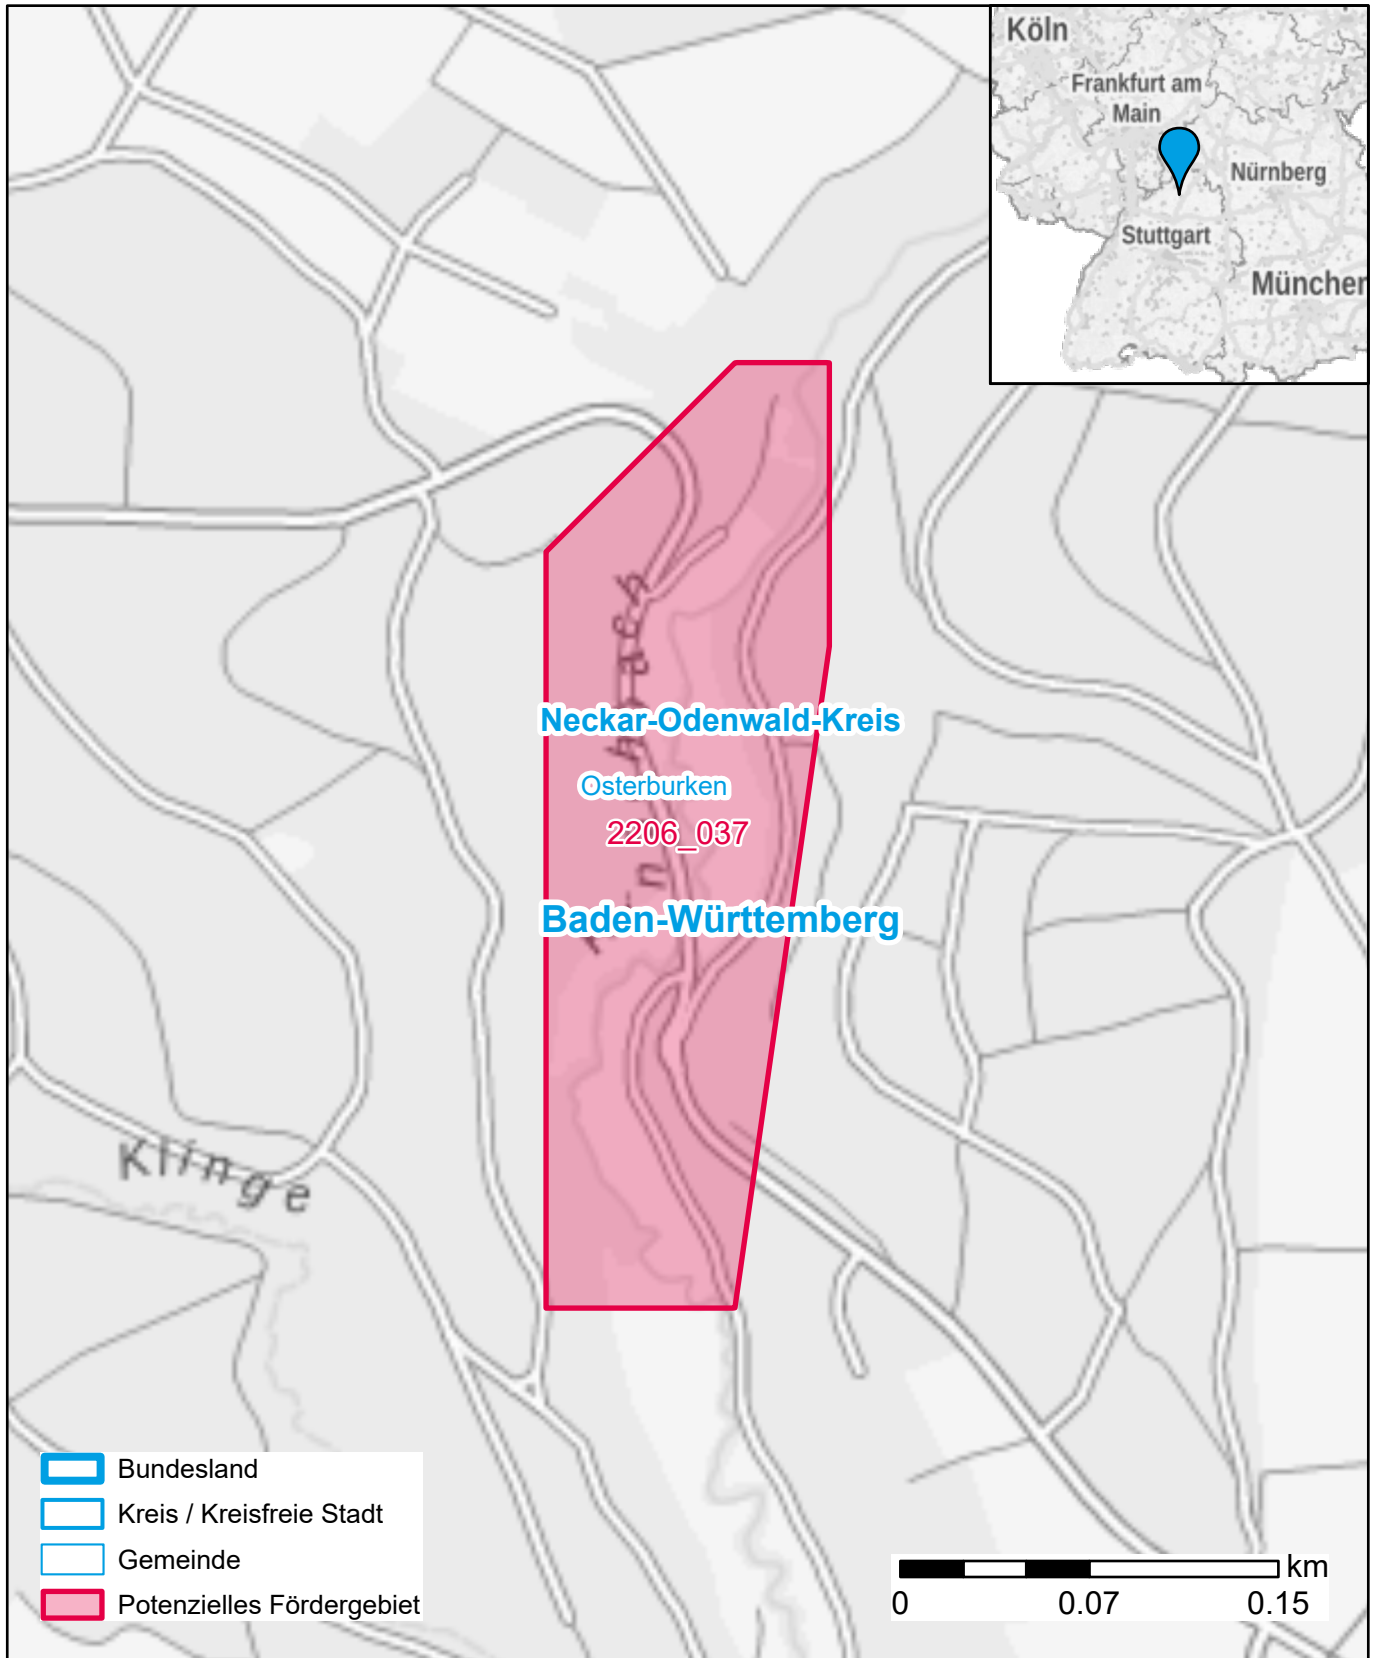 Köln
Frankfurt am
Main
Nürnberg
Stuttgart
Münche
Neckar-Odenwald-Kreis
Osterburken
2206_037
Baden-Württemberg
Klinge
Bundesland
Kreis / Kreisfreie Stadt
Gemeinde
Potenzielles Fördergebiet
km
0
0.07
0.15